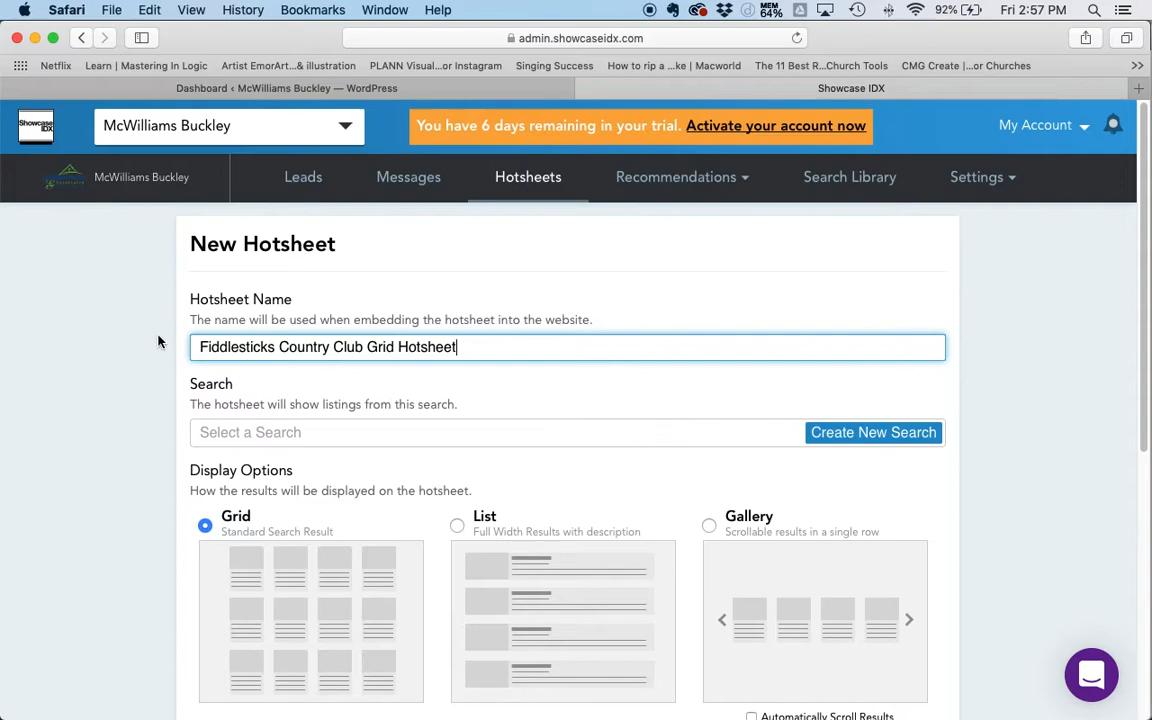 Safari File Edit View History Bookmarks Window Help MEM 64% 92% Fri 2:57 PM
admin.showcaseidx.com
Netflix Learn | Mastering In Logic Artist EmorArt...& illustration PLANN Visual...or Instagram Singing Success How to rip a ...ke | Macworld The 11 Best R...Church Tools CMG Create |...or Churches
Dashboard ‹ McWilliams Buckley — WordPress Showcase IDX
Showcase IDX McWilliams Buckley You have 6 days remaining in your trial. Activate your account now My Account
McWilliams Buckley Leads Messages Hotsheets Recommendations Search Library Settings
New Hotsheet
Hotsheet Name
The name will be used when embedding the hotsheet into the website.
Fiddlesticks Country Club Grid Hotsheet
Search
The hotsheet will show listings from this search.
Select a Search Create New Search
Display Options
How the results will be displayed on the hotsheet.
Grid List Gallery
Standard Search Result Full Width Results with description Scrollable results in a single row
Automatically Scroll Results